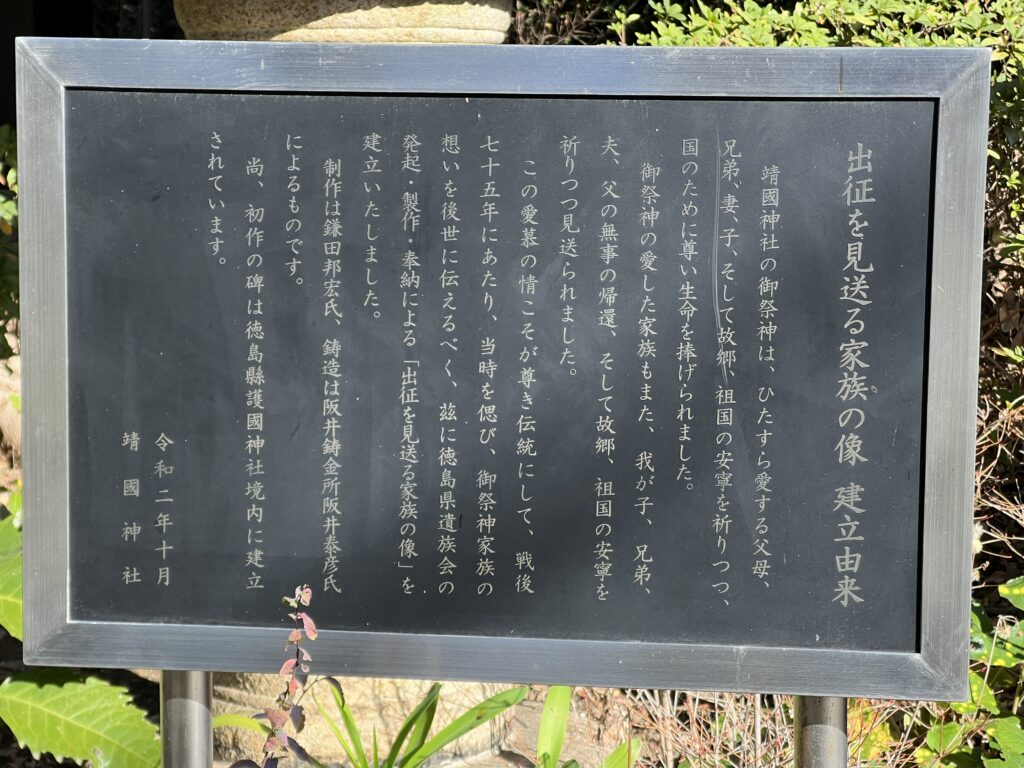 出征を見送る家族の像　建立由来
靖國神社の御祭神は、ひたすら愛する父母、
兄弟、妻、子、そして故郷、祖国の安寧を祈りつつ、
国のために尊い生命を捧げられました。
御祭神の愛した家族もまた、我が子、兄弟、
夫、父の無事の帰還、そして故郷、祖国の安寧を
祈りつつ見送られました。
この愛慕の情こそが尊き伝統にして、戦後
七十五年にあたり、当時を偲び、御祭神家族の
想いを後世に伝えるべく、茲に徳島県遺族会の
発起・製作・奉納による「出征を見送る家族の像」を
建立いたしました。
制作は鎌田邦宏氏、鋳造は阪井鋳金所阪井泰彦氏
によるものです。
尚、初作の碑は徳島縣護國神社境内に建立
されています。
令和二年十月
靖國神社